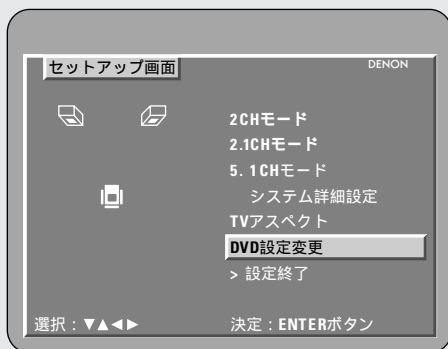 セットアップ画面
DENON
2CHモード
2.1CHモード
5. 1CHモード
システム詳細設定
TVアスペクト
DVD設定変更
> 設定終了
選択：▼▲◀▶
決定：ENTERボタン